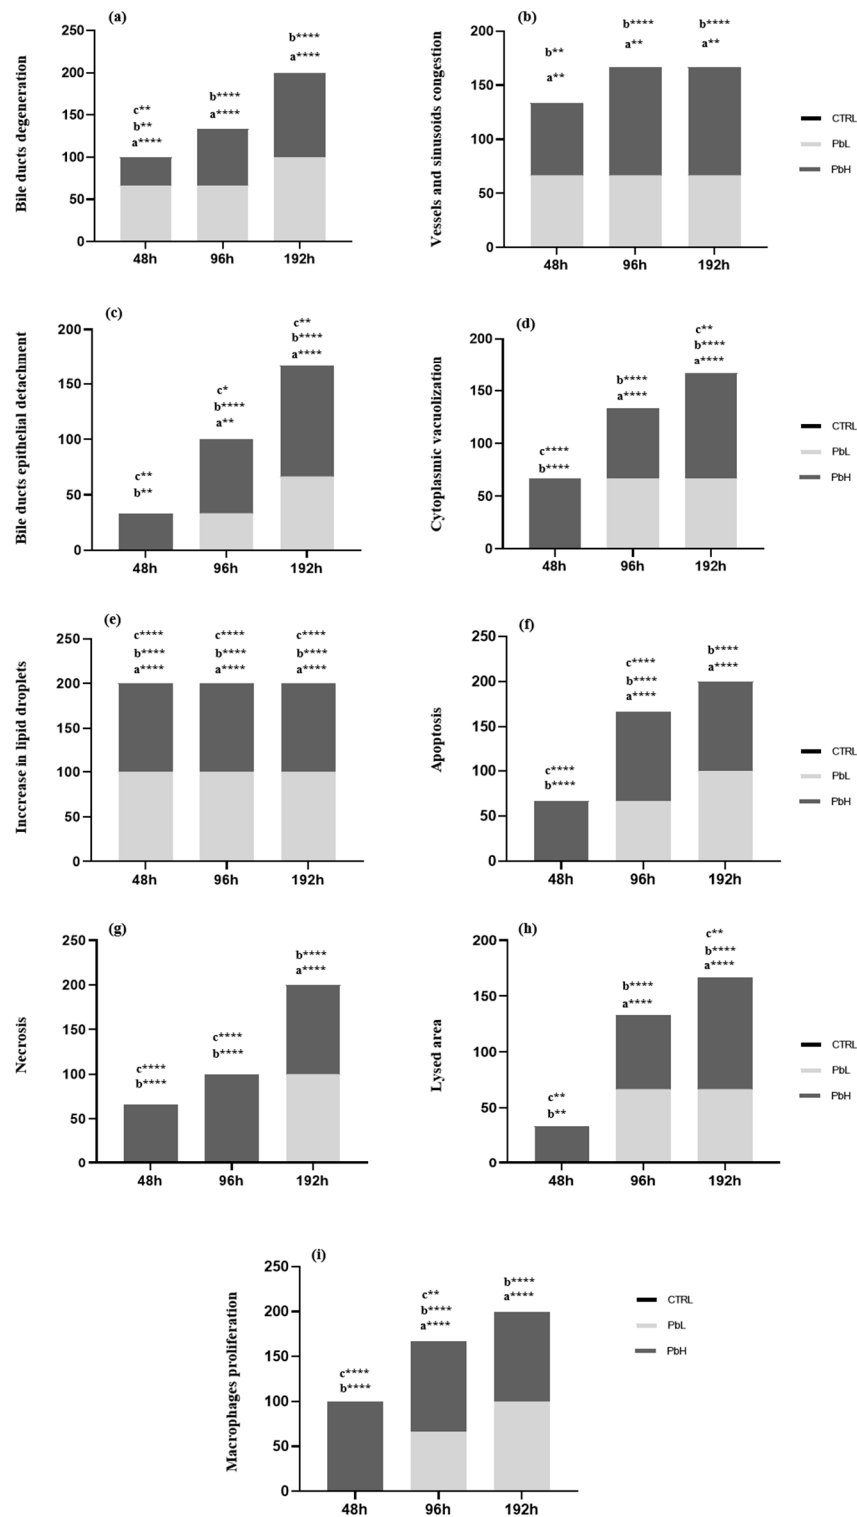 (a)
Bile ducts degeneration
250
200
150
100
50
0
c**
b**
a****
b****
a****
b****
a****
48h 96h 192h
(b)
Vessels and sinusoids congestion
200
150
100
50
0
b**
a**
b****
a**
b****
a**
48h 96h 192h
CTRL
PbL
PbH
(c)
Bile ducts epithelial detachment
200
150
100
50
0
c**
b**
c*
b****
a**
c**
b****
a****
48h 96h 192h
(d)
Cytoplasmic vacuolization
200
150
100
50
0
c****
b****
b****
a****
c**
b****
a****
48h 96h 192h
CTRL
PbL
PbH
(e)
Inccrease in lipid droplets
250
200
150
100
50
0
c****
b****
a****
c****
b****
a****
c****
b****
a****
48h 96h 192h
(f)
Apoptosis
250
200
150
100
50
0
c****
b****
c****
b****
a****
b****
a****
48h 96h 192h
CTRL
PbL
PbH
(g)
Necrosis
250
200
150
100
50
0
c****
b****
c****
b****
b****
a****
48h 96h 192h
(h)
Lysed area
200
150
100
50
0
c**
b**
b****
a****
c**
b****
a****
48h 96h 192h
CTRL
PbL
PbH
(i)
Macrophages proliferation
250
200
150
100
50
0
c****
b****
c**
b****
a****
b****
a****
48h 96h 192h
CTRL
PbL
PbH